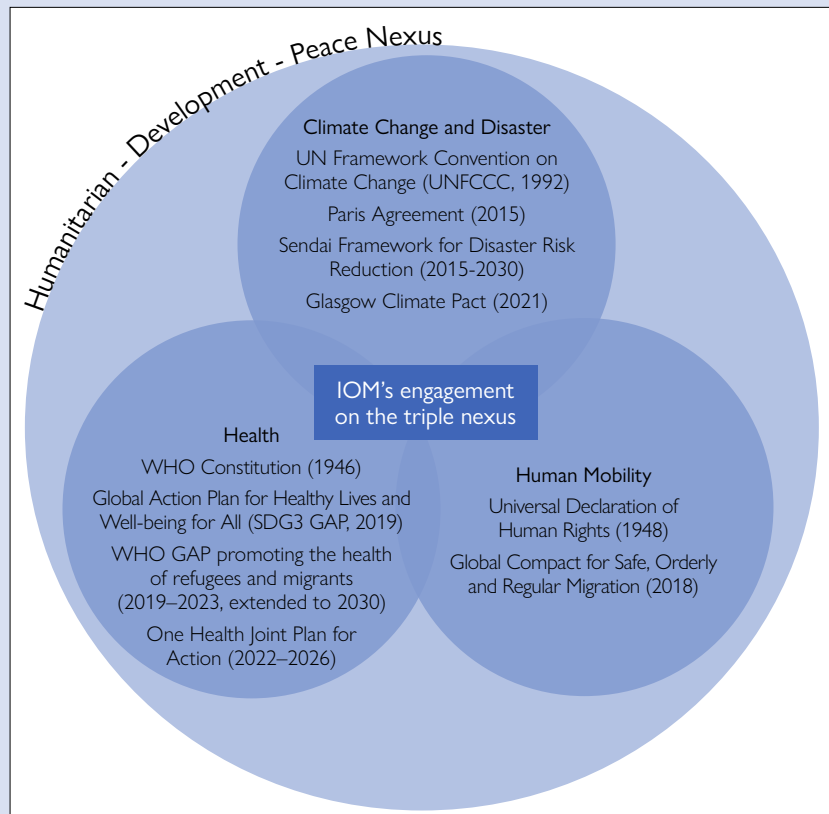 Humanitarian - Development - Peace Nexus
Climate Change and Disaster
UN Framework Convention on
Climate Change (UNFCCC, 1992)
Paris Agreement (2015)
Sendai Framework for Disaster Risk
Reduction (2015-2030)
Glasgow Climate Pact (2021)
IOM’s engagement
on the triple nexus
Health
WHO Constitution (1946)
Global Action Plan for Healthy Lives and
Well-being for All (SDG3 GAP, 2019)
WHO GAP promoting the health
of refugees and migrants
(2019–2023, extended to 2030)
One Health Joint Plan for
Action (2022–2026)
Human Mobility
Universal Declaration of
Human Rights (1948)
Global Compact for Safe, Orderly
and Regular Migration (2018)